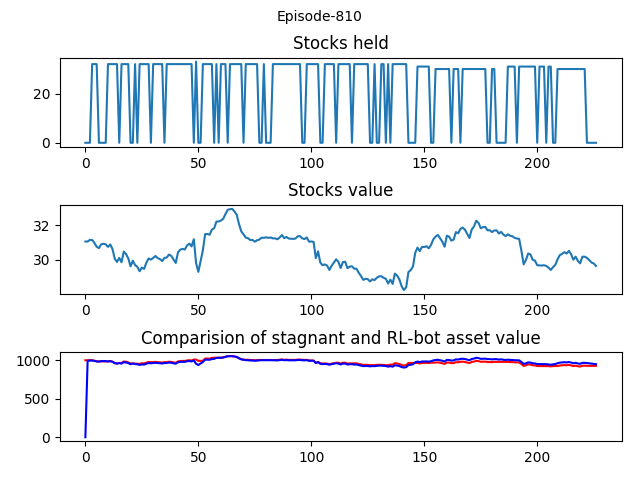 Episode-810
Stocks held
20
0
0 50 100 150 200
Stocks value
32
30
0 50 100 150 200
Comparision of stagnant and RL-bot asset value
1000
500
0
0 50 100 150 200